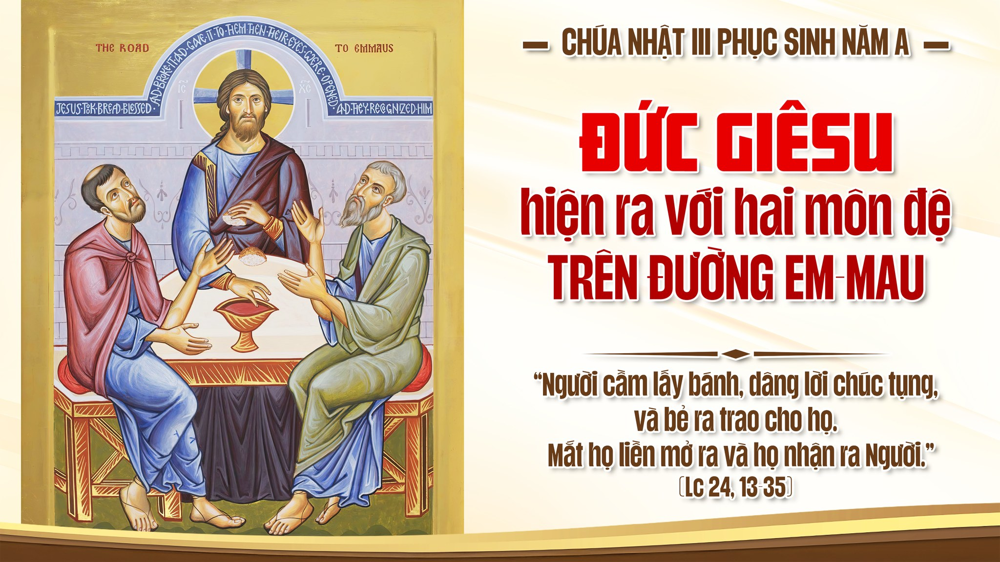 THE ROAD
TO EMMAUS
JESUS·TOOK·BREAD·BLESSED·AND·BROKE·IT·AND·GAVE·IT·TO·THEM·THEN·THEIR·EYES·WERE·OPENED·AND·THEY·RECOGNIZED·HIM
IC
XC
CHÚA NHẬT III PHỤC SINH NĂM A
ĐỨC GIÊSU
hiện ra với hai môn đệ
TRÊN ĐƯỜNG EM-MAU
“Người cầm lấy bánh, dâng lời chúc tụng,
và bẻ ra trao cho họ.
Mắt họ liền mở ra và họ nhận ra Người.”
(Lc 24, 13-35)